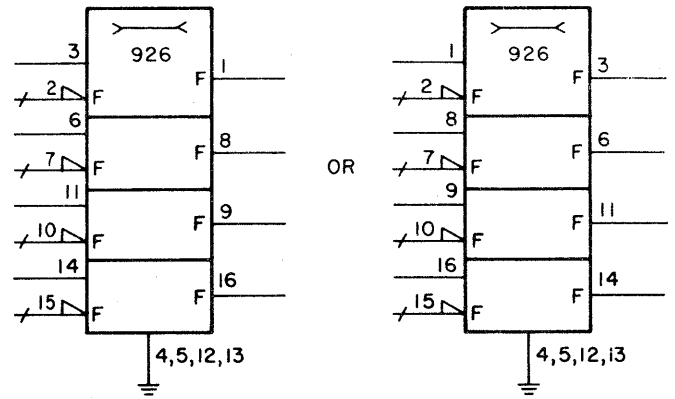 926
3
F 1
2 F
6
F 8
7 F
11
F 9
10 F
14
F 16
15 F
4,5,12,13
OR
926
1
F 3
2 F
8
F 6
7 F
9
F 11
10 F
16
F 14
15 F
4,5,12,13